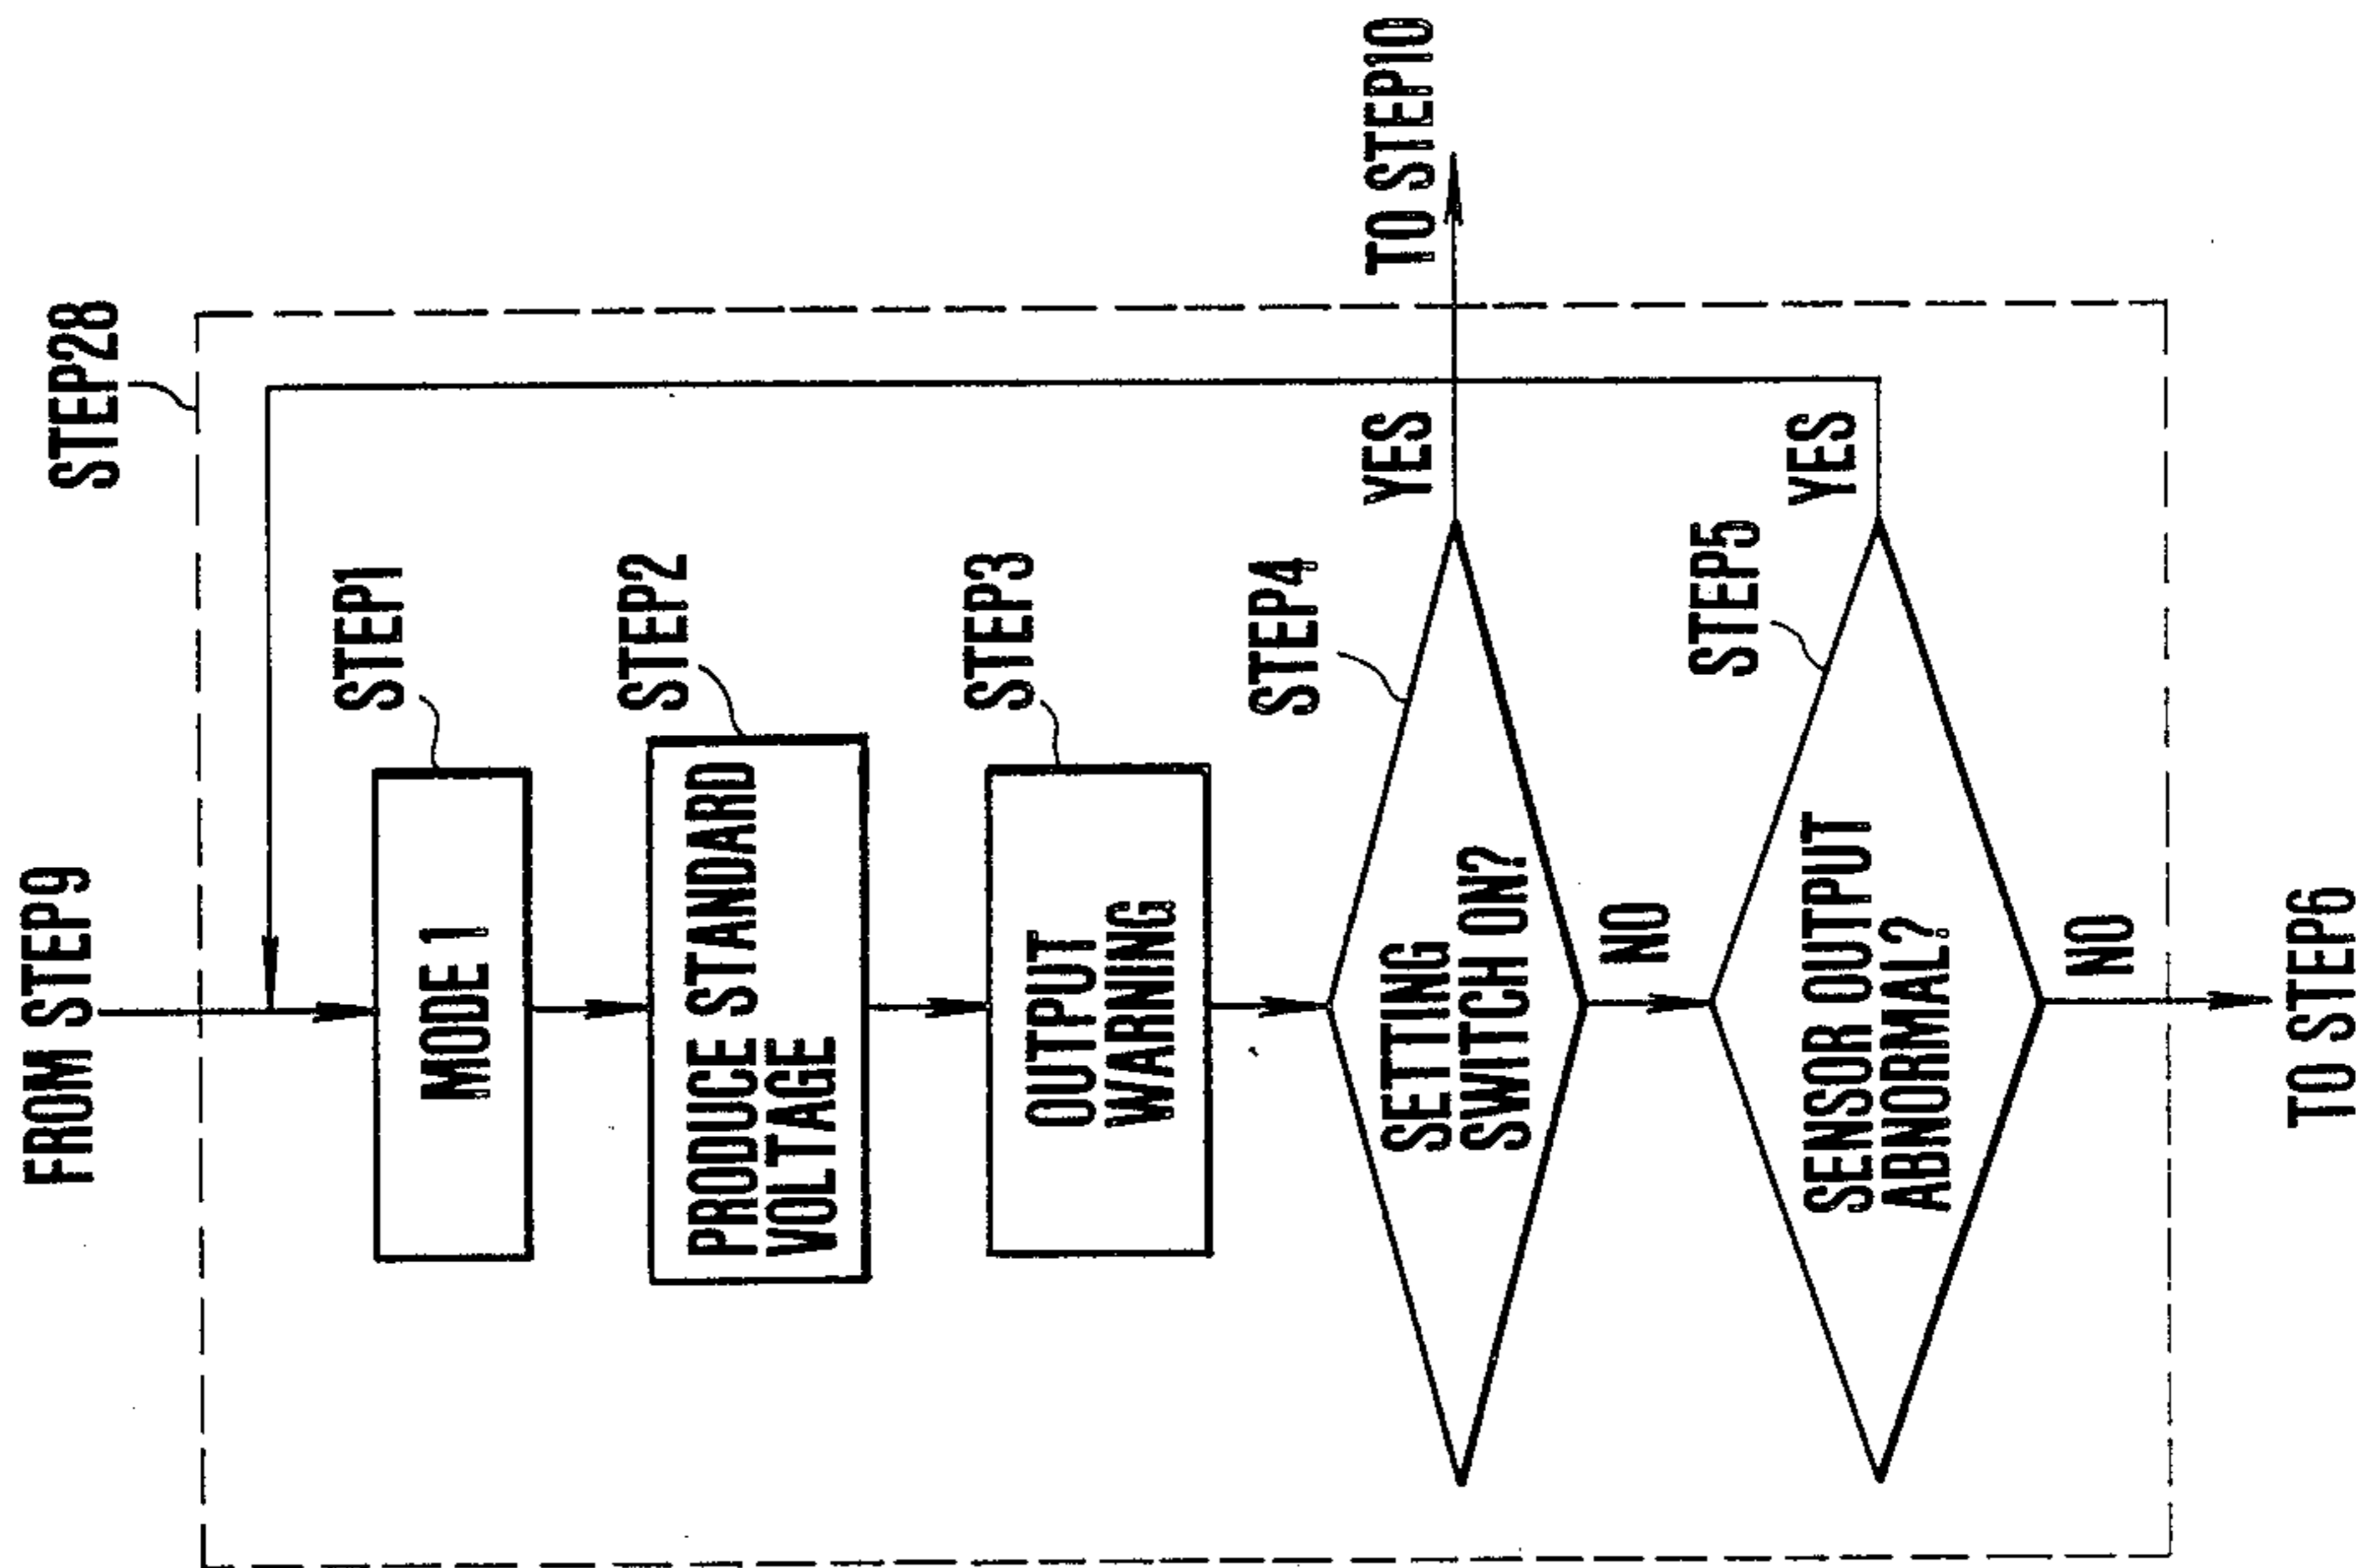 FROM STEP9
STEP28
STEP1
MODE 1
STEP2
PRODUCE STANDARD
VOLTAGE
STEP3
OUTPUT
WARNING
STEP4
SETTING
SWITCH ON?
YES
TO STEP10
NO
STEP5
SENSOR OUTPUT
ABNORMAL?
YES
NO
TO STEP6